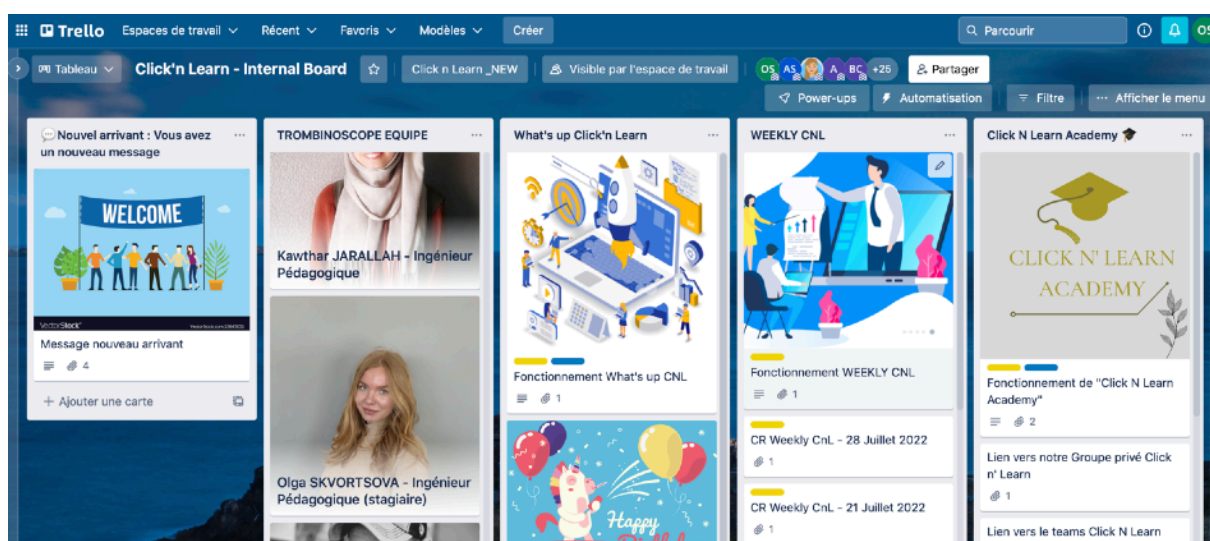 Trello
Espaces de travail
Récent
Favoris
Modèles
Créer
Parcourir
OS
Tableau
Click'n Learn - Internal Board
Click n Learn _NEW
Visible par l'espace de travail
OS
AS
A
BC
+25
Partager
Power-ups
Automatisation
Filtre
Afficher le menu
Nouvel arrivant : Vous avez
un nouveau message
WELCOME
VectorStock
Message nouveau arrivant
4
+ Ajouter une carte
TROMBINOSCOPE EQUIPE
Kawthar JARALLAH - Ingénieur
Pédagogique
Olga SKVORTSOVA - Ingénieur
Pédagogique (stagiaire)
What's up Click'n Learn
Fonctionnement What's up CNL
1
Happy
WEEKLY CNL
Fonctionnement WEEKLY CNL
1
CR Weekly CnL - 28 Juillet 2022
1
CR Weekly CnL - 21 Juillet 2022
1
Click N Learn Academy
CLICK N' LEARN
ACADEMY
Fonctionnement de "Click N Learn
Academy"
2
Lien vers notre Groupe privé Click
n' Learn
1
Lien vers le teams Click N Learn